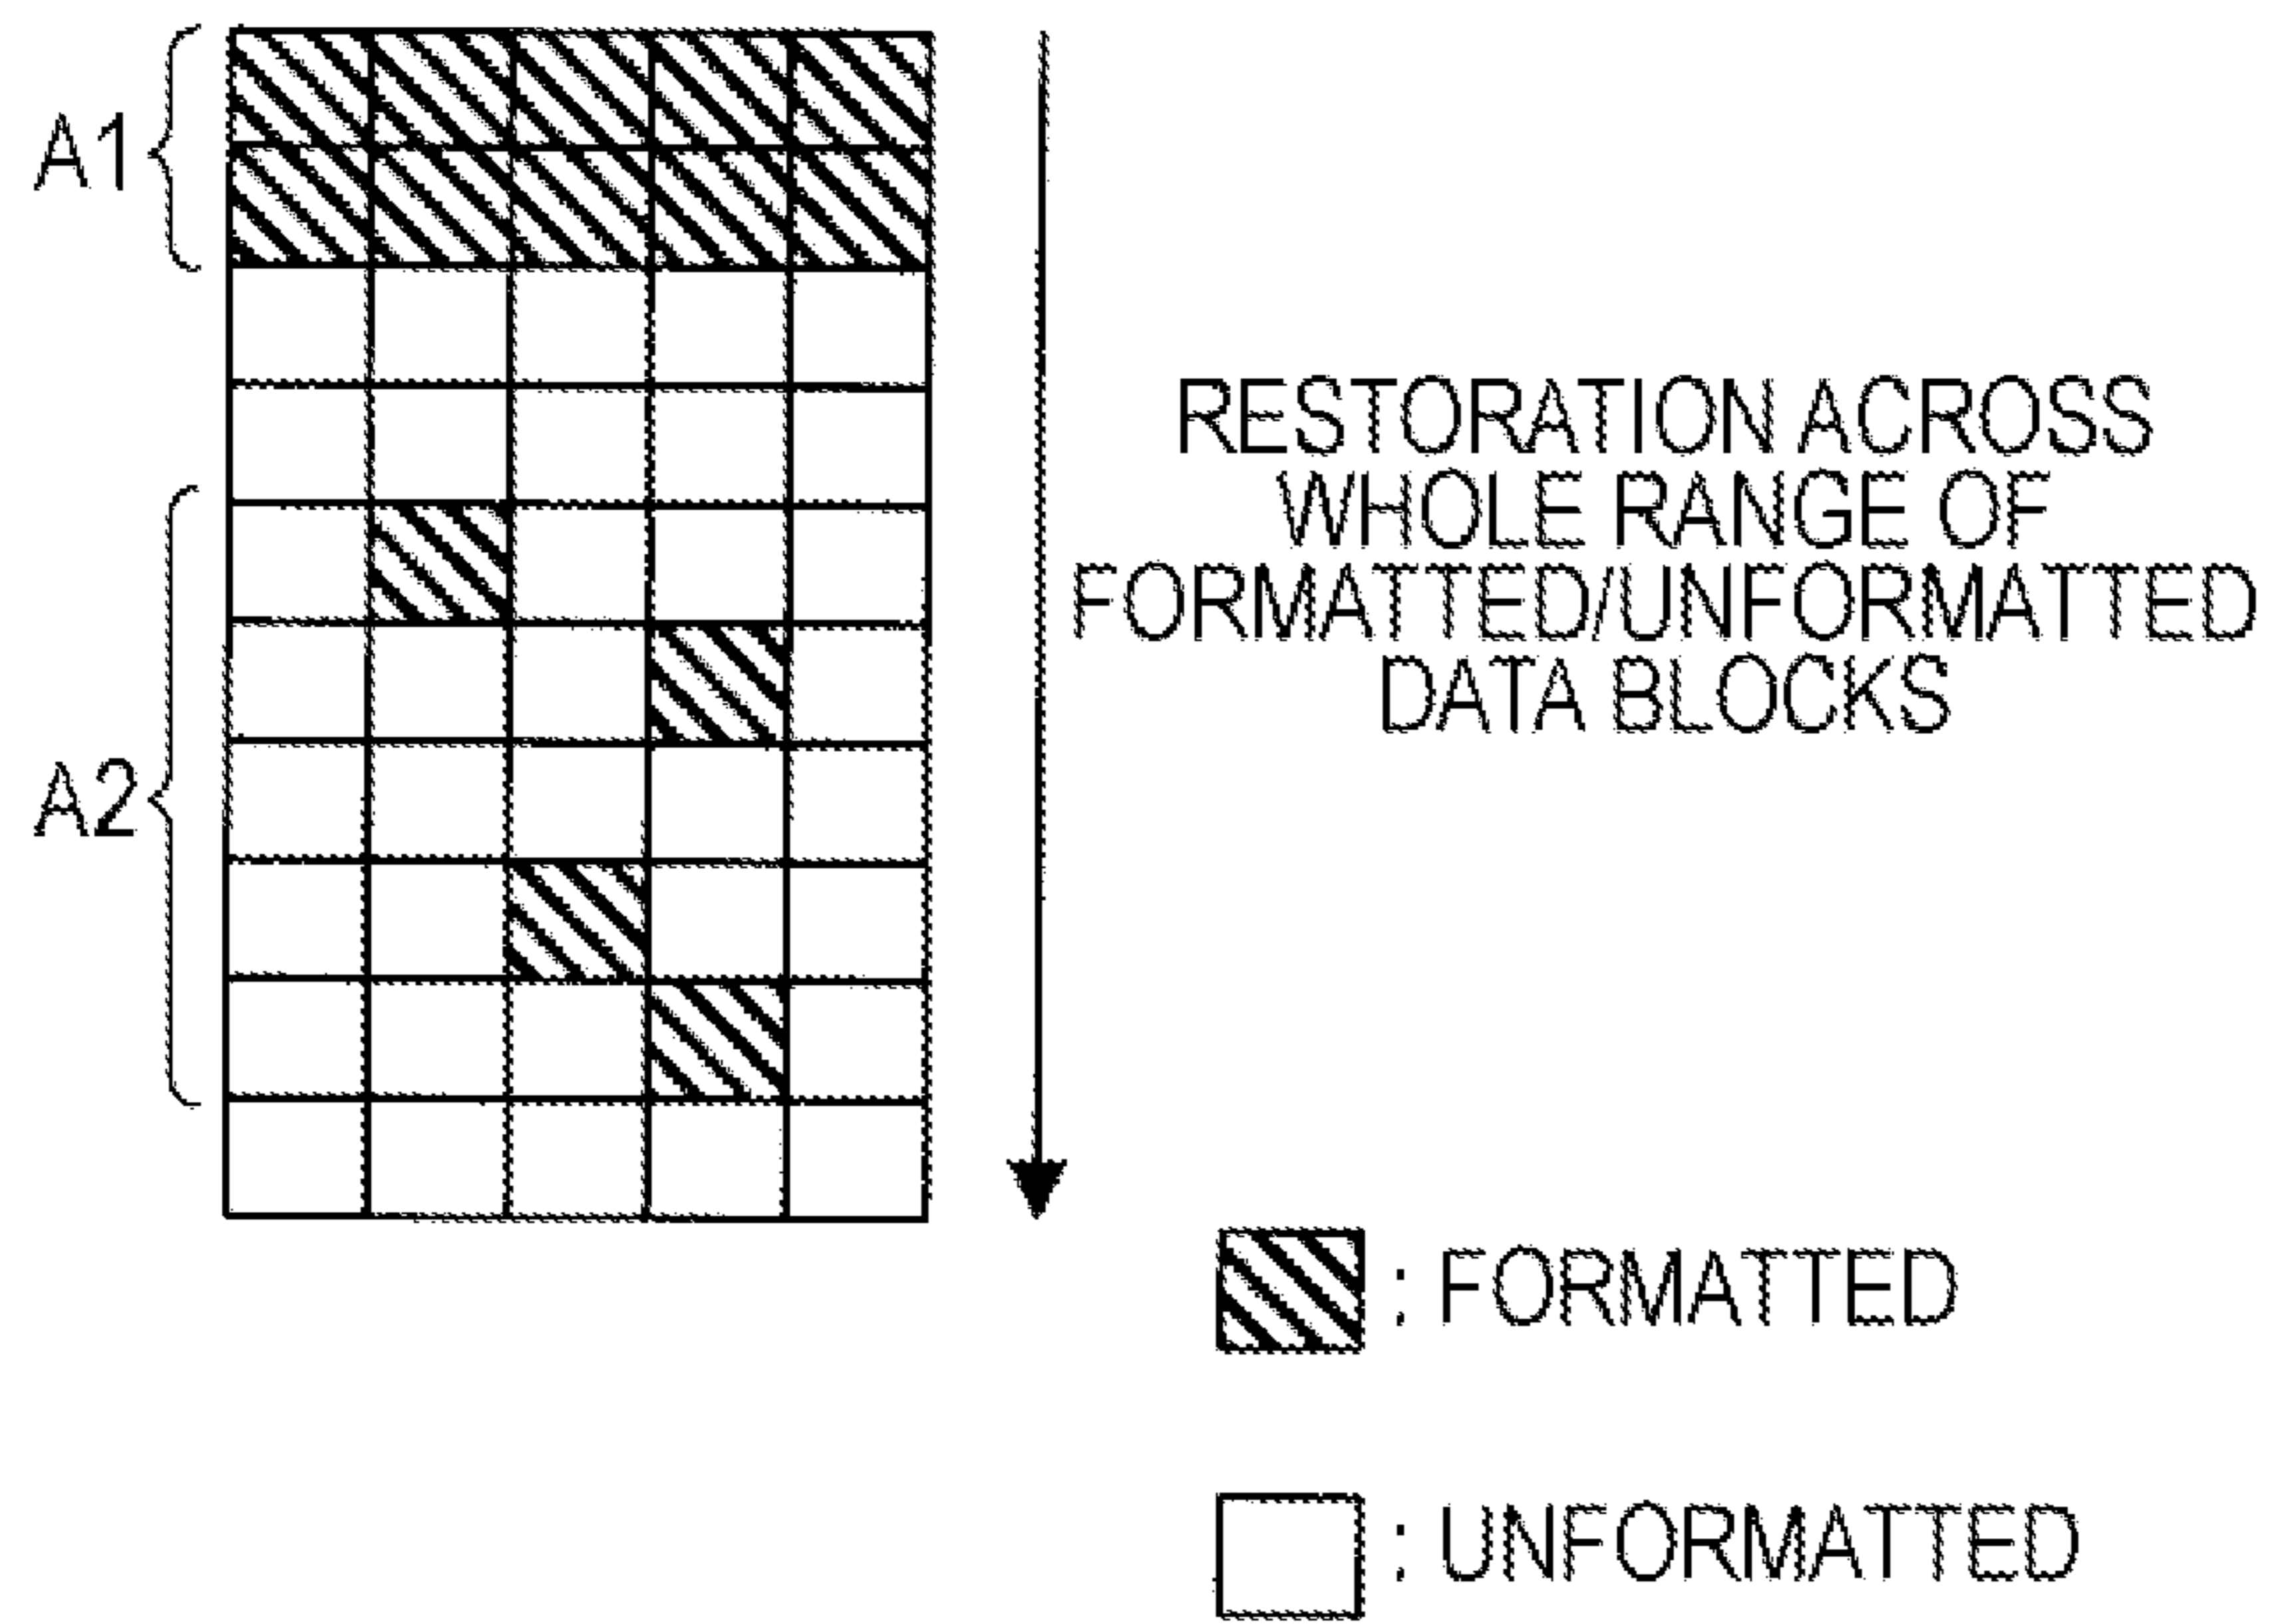 A1
RESTORATION ACROSS
WHOLE RANGE OF
FORMATTED/UNFORMATTED
DATA BLOCKS
A2
: FORMATTED
: UNFORMATTED